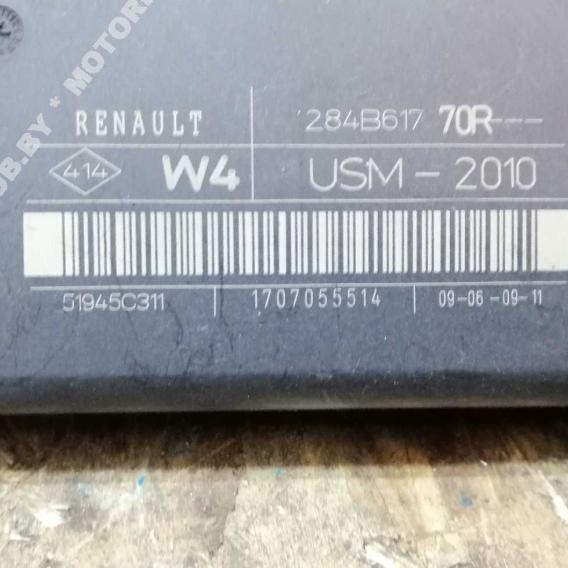 RENAULT 284B617 70R---
414 W4 USM-2010
51945C311 1707055514 09-06-09-11